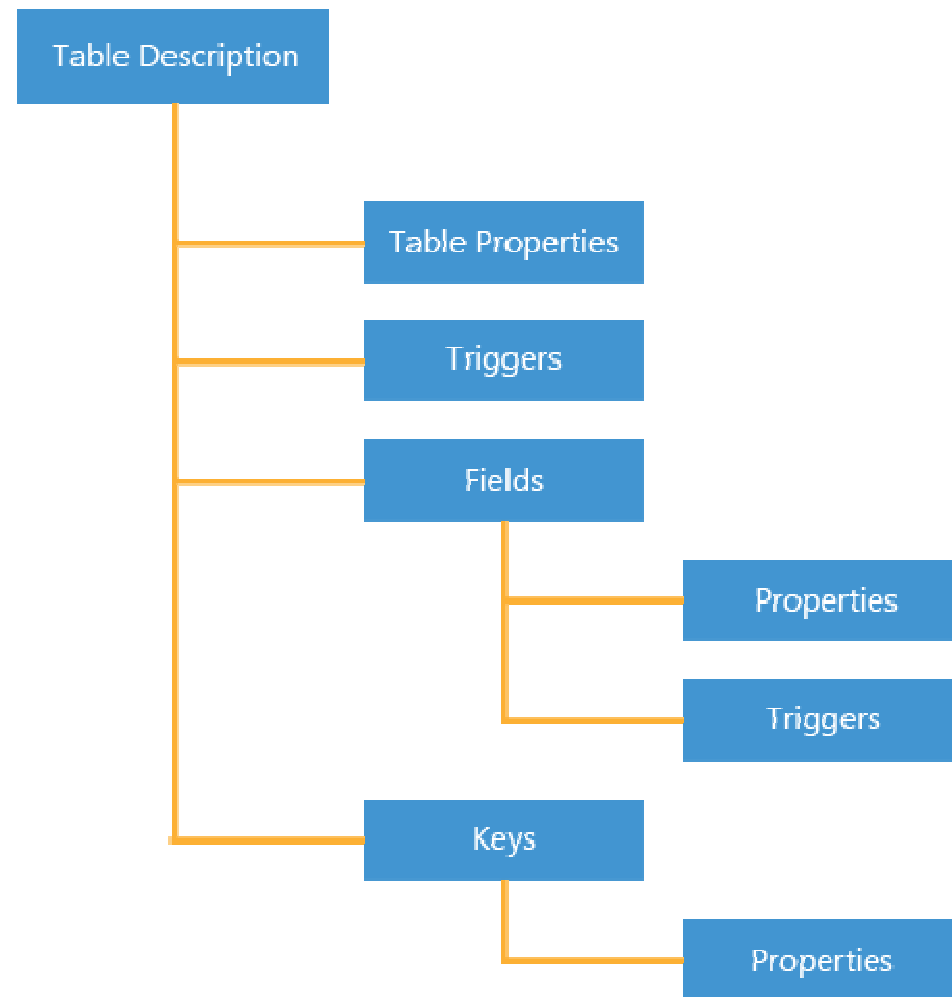 Table Description
Table Properties
Triggers
Fields
Properties
Triggers
Keys
Properties